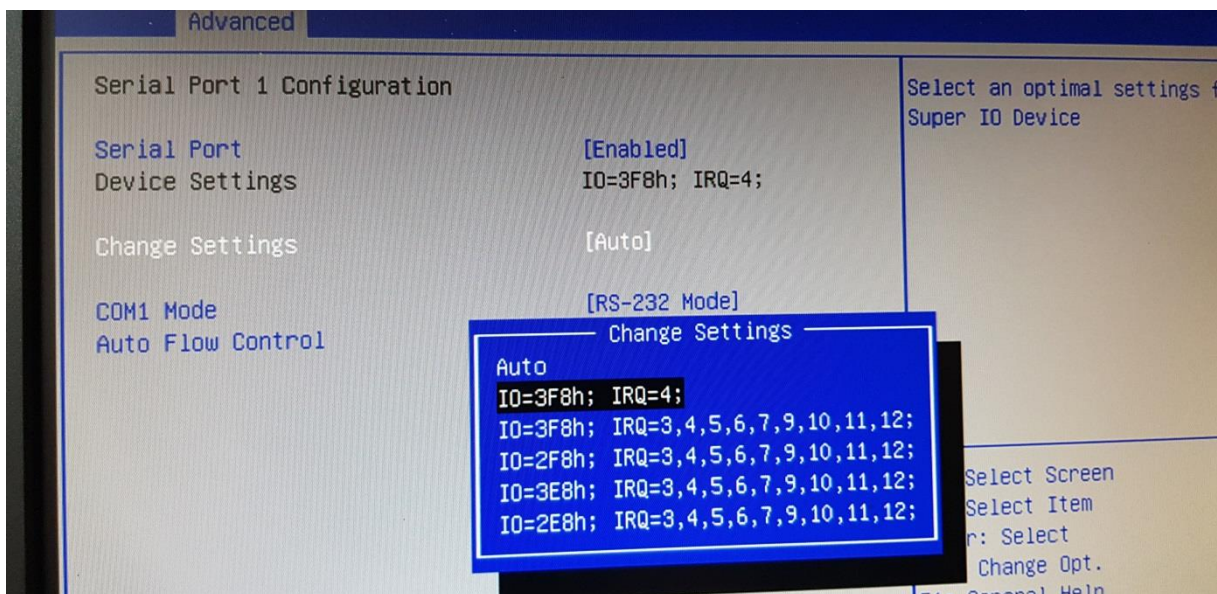 Advanced
Serial Port 1 Configuration
Select an optimal settings
Super IO Device
Serial Port [Enabled]
Device Settings IO=3F8h; IRQ=4;
Change Settings [Auto]
COM1 Mode [RS-232 Mode]
Auto Flow Control
Change Settings
Auto
IO=3F8h; IRQ=4;
IO=3F8h; IRQ=3,4,5,6,7,9,10,11,12;
IO=2F8h; IRQ=3,4,5,6,7,9,10,11,12;
IO=3E8h; IRQ=3,4,5,6,7,9,10,11,12;
IO=2E8h; IRQ=3,4,5,6,7,9,10,11,12;
Select Screen
Select Item
r: Select
Change Opt.
General Help